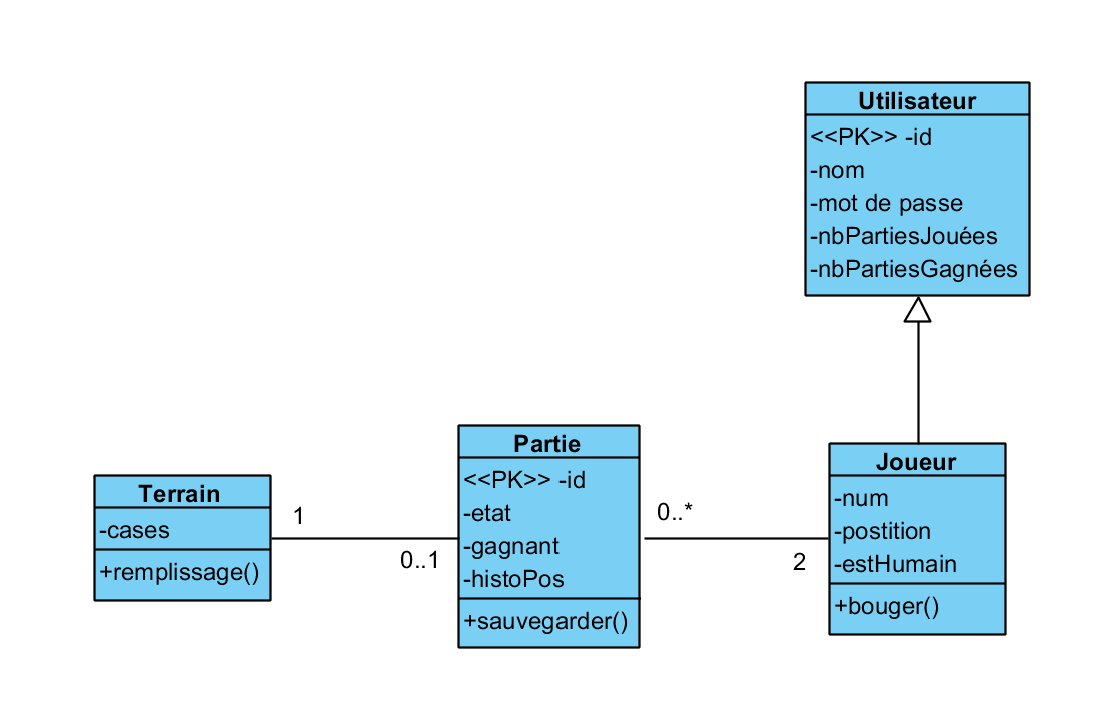 Utilisateur
<<PK>> -id
-nom
-mot de passe
-nbPartiesJouées
-nbPartiesGagnées
Terrain
-cases
+remplissage()
1
0..1
Partie
<<PK>> -id
-etat
-gagnant
-histoPos
+sauvegarder()
0..*
2
Joueur
-num
-postition
-estHumain
+bouger()